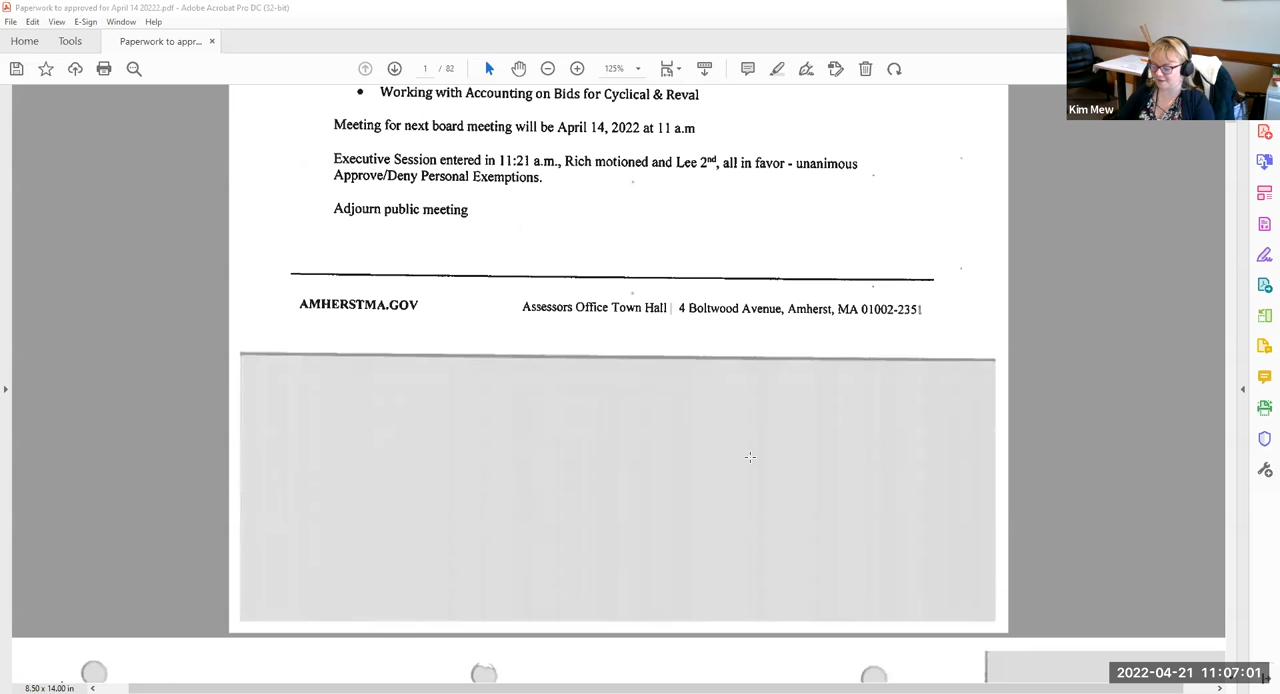 Paperwork to approved for April 14 20222.pdf - Adobe Acrobat Pro DC (32-bit)
File Edit View E-Sign Window Help
Home Tools Paperwork to appr... ×
1 / 82 125%
Kim Mew
• Working with Accounting on Bids for Cyclical & Reval
Meeting for next board meeting will be April 14, 2022 at 11 a.m
Executive Session entered in 11:21 a.m., Rich motioned and Lee 2nd, all in favor - unanimous
Approve/Deny Personal Exemptions.
Adjourn public meeting
AMHERSTMA.GOV Assessors Office Town Hall | 4 Boltwood Avenue, Amherst, MA 01002-2351
2022-04-21 11:07:01
8.50 x 14.00 in